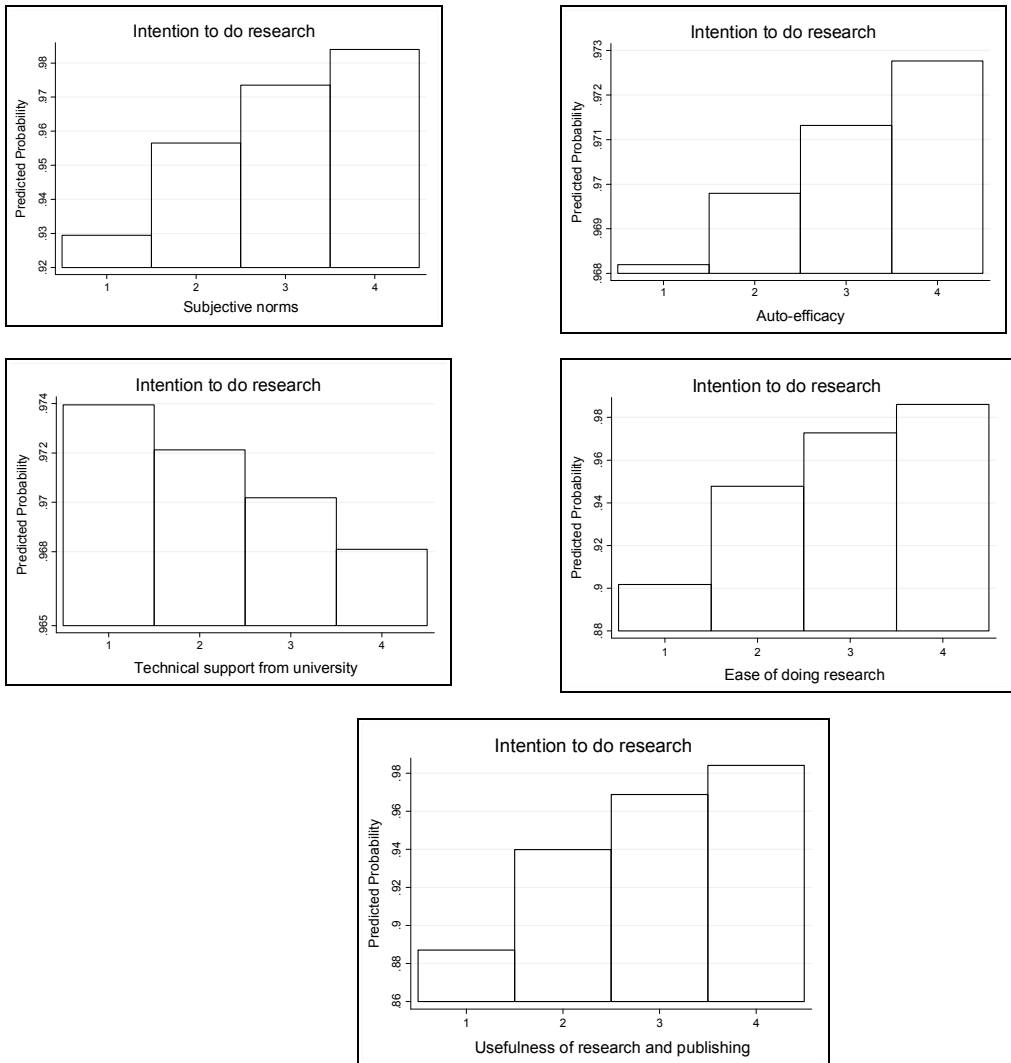 Intention to do research
Predicted Probability
.98
.97
.96
.95
.94
.93
.92
1 2 3 4
Subjective norms
Intention to do research
Predicted Probability
.973
.972
.971
.97
.969
.968
1 2 3 4
Auto-efficacy
Intention to do research
Predicted Probability
.974
.972
.97
.968
.965
1 2 3 4
Technical support from university
Intention to do research
Predicted Probability
.98
.96
.94
.92
.9
.88
1 2 3 4
Ease of doing research
Intention to do research
Predicted Probability
.98
.96
.94
.92
.9
.88
.86
1 2 3 4
Usefulness of research and publishing